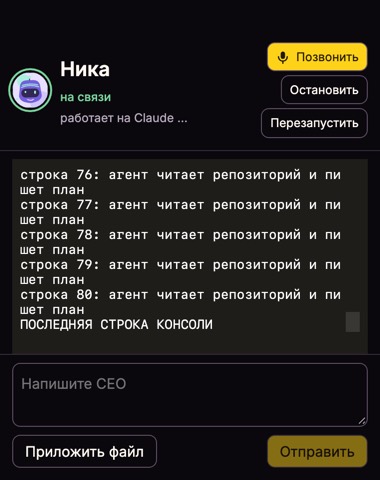 Ника
на связи
работает на Claude ...
Позвонить
Остановить
Перезапустить
строка 76: агент читает репозиторий и пи
шет план
строка 77: агент читает репозиторий и пи
шет план
строка 78: агент читает репозиторий и пи
шет план
строка 79: агент читает репозиторий и пи
шет план
строка 80: агент читает репозиторий и пи
шет план
ПОСЛЕДНЯЯ СТРОКА КОНСОЛИ
Напишите CEO
Приложить файл
Отправить